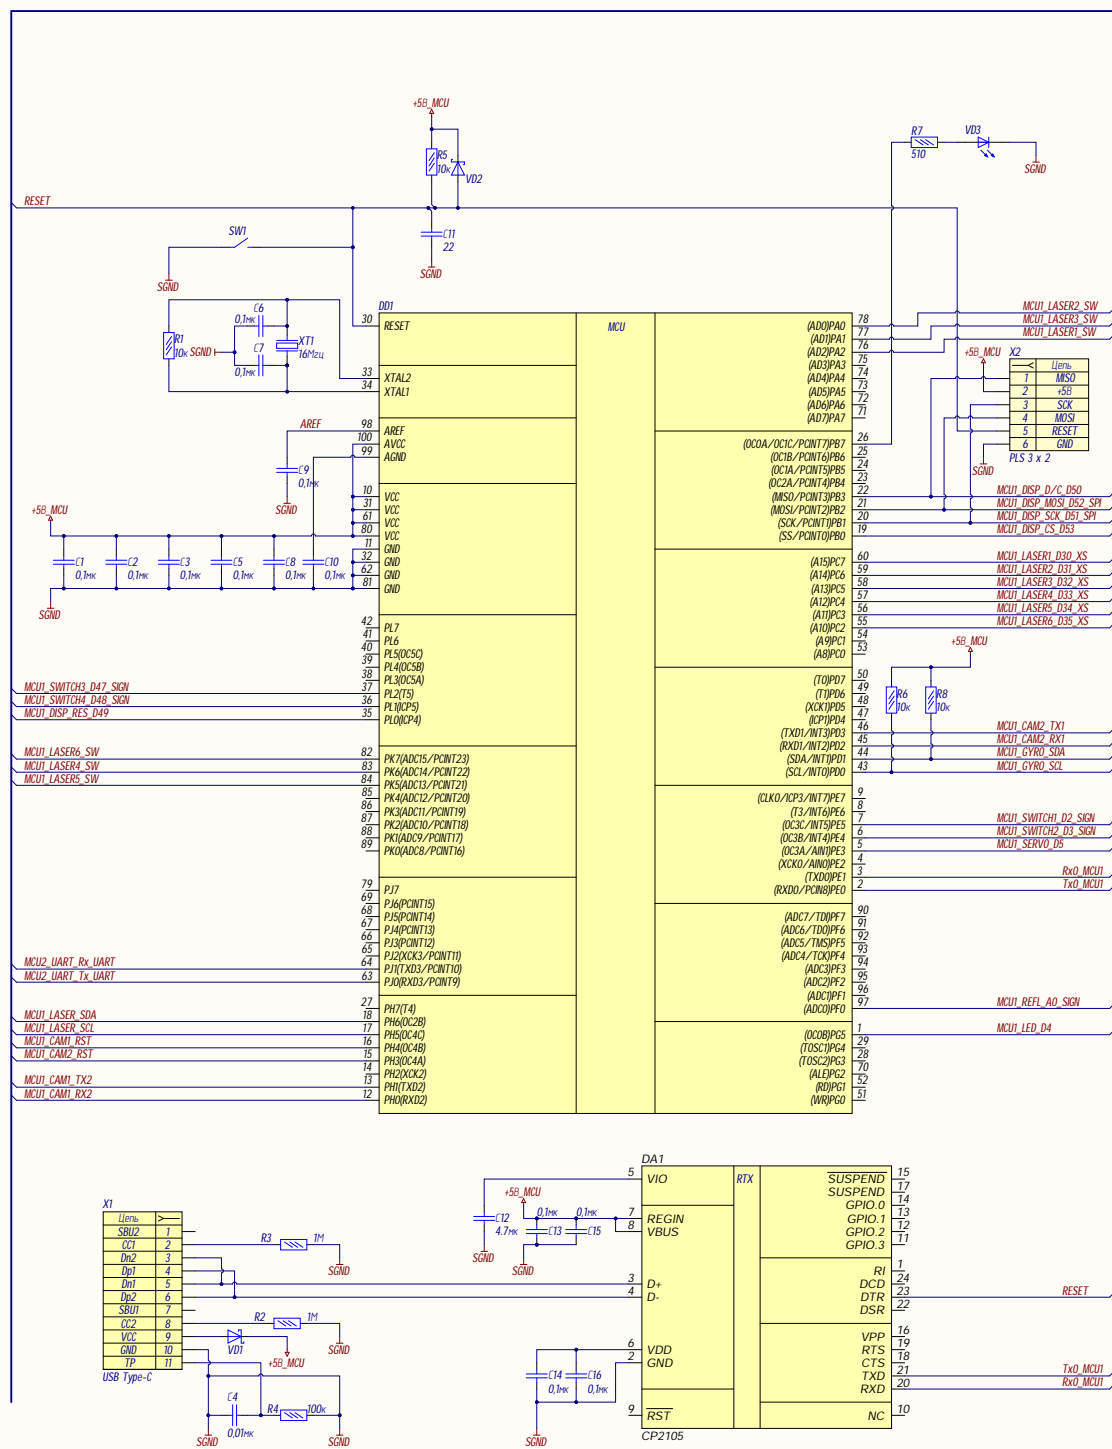 +5В_MCU
R5
10к
VD2
R7
510
VD3
SGND
RESET
SW1
C11
22
SGND
SGND
C6
0,1мк
R1
10к
SGND
XT1
16Мгц
C7
0,1мк
DD1
MCU
30 RESET
33 XTAL2
34 XTAL1
AREF
98 AREF
100 AVCC
99 AGND
C9
0,1мк
SGND
10 VCC
31 VCC
61 VCC
80 VCC
11 GND
32 GND
62 GND
81 GND
+5В_MCU
C1
0,1мк
C2
0,1мк
C3
0,1мк
C5
0,1мк
C8
0,1мк
C10
0,1мк
SGND
42 PL7
41 PL6
40 PL5(OC5C)
39 PL4(OC5B)
38 PL3(OC5A)
MCU1_SWITCH3_D47_SIGN 37 PL2(T5)
MCU1_SWITCH4_D48_SIGN 36 PL1(ICP5)
MCU1_DISP_RES_D49 35 PL0(ICP4)
MCU1_LASER6_SW 82 PK7(ADC15/PCINT23)
MCU1_LASER4_SW 83 PK6(ADC14/PCINT22)
MCU1_LASER5_SW 84 PK5(ADC13/PCINT21)
85 PK4(ADC12/PCINT20)
86 PK3(ADC11/PCINT19)
87 PK2(ADC10/PCINT18)
88 PK1(ADC9/PCINT17)
89 PK0(ADC8/PCINT16)
79 PJ7
69 PJ6(PCINT15)
68 PJ5(PCINT14)
67 PJ4(PCINT13)
66 PJ3(PCINT12)
65 PJ2(XCK3/PCINT11)
MCU2_UART_Rx_UART 64 PJ1(TXD3/PCINT10)
MCU2_UART_Tx_UART 63 PJ0(RXD3/PCINT9)
27 PH7(T4)
MCU1_LASER_SDA 18 PH6(OC2B)
MCU1_LASER_SCL 17 PH5(OC4C)
MCU1_CAM1_RST 16 PH4(OC4B)
MCU1_CAM2_RST 15 PH3(OC4A)
14 PH2(XCK2)
MCU1_CAM1_TX2 13 PH1(TXD2)
MCU1_CAM1_RX2 12 PH0(RXD2)
(AD0)PA0 78 MCU1_LASER2_SW
(AD1)PA1 77 MCU1_LASER3_SW
(AD2)PA2 76 MCU1_LASER1_SW
(AD3)PA3 75
(AD4)PA4 74
(AD5)PA5 73
(AD6)PA6 72
(AD7)PA7 71
+5В_MCU
X2
Цепь
1 MISO
2 +5В
3 SCK
4 MOSI
5 RESET
6 GND
PLS 3 x 2
SGND
(OC0A/OC1C/PCINT7)PB7 26
(OC1B/PCINT6)PB6 25
(OC1A/PCINT5)PB5 24
(OC2A/PCINT4)PB4 23
(MISO/PCINT3)PB3 22 MCU1_DISP_D/C_D50
(MOSI/PCINT2)PB2 21 MCU1_DISP_MOSI_D52_SPI
(SCK/PCINT1)PB1 20 MCU1_DISP_SCK_D51_SPI
(SS/PCINT0)PB0 19 MCU1_DISP_CS_D53
(A15)PC7 60 MCU1_LASER1_D30_XS
(A14)PC6 59 MCU1_LASER2_D31_XS
(A13)PC5 58 MCU1_LASER3_D32_XS
(A12)PC4 57 MCU1_LASER4_D33_XS
(A11)PC3 56 MCU1_LASER5_D34_XS
(A10)PC2 55 MCU1_LASER6_D35_XS
(A9)PC1 54
(A8)PC0 53
+5В_MCU
R6
10к
R8
10к
(T0)PD7 50
(T1)PD6 49
(XCK1)PD5 48
(ICP1)PD4 47
(TXD1/INT3)PD3 46 MCU1_CAM2_TX1
(RXD1/INT2)PD2 45 MCU1_CAM2_RX1
(SDA/INT1)PD1 44 MCU1_GYRO_SDA
(SCL/INT0)PD0 43 MCU1_GYRO_SCL
(CLKO/ICP3/INT7)PE7 9
(T3/INT6)PE6 8
(OC3C/INT5)PE5 7 MCU1_SWITCH1_D2_SIGN
(OC3B/INT4)PE4 6 MCU1_SWITCH2_D3_SIGN
(OC3A/AIN1)PE3 5 MCU1_SERVO_D5
(XCK0/AIN0)PE2 4
(TXD0)PE1 3 Rx0_MCU1
(RXD0/PCIN8)PE0 2 Tx0_MCU1
(ADC7/TDI)PF7 90
(ADC6/TDO)PF6 91
(ADC5/TMS)PF5 92
(ADC4/TCK)PF4 93
(ADC3)PF3 94
(ADC2)PF2 95
(ADC1)PF1 96
(ADC0)PF0 97 MCU1_REFL_A0_SIGN
(OC0B)PG5 1 MCU1_LED_D4
(TOSC1)PG4 29
(TOSC2)PG3 28
(ALE)PG2 70
(RD)PG1 52
(WR)PG0 51
X1
Цепь
SBU2 1
CC1 2
Dn2 3
Dp1 4
Dn1 5
Dp2 6
SBU1 7
CC2 8
VCC 9
GND 10
TP 11
USB Type-C
R3
1М
SGND
R2
1М
SGND
VD1
+5В_MCU
C4
0,01мк
R4
100к
SGND
SGND
DA1
RTX
+5В_MCU
C12
4.7мк
SGND
0,1мк
C13
0,1мк
C15
SGND
C14
0,1мк
C16
0,1мк
SGND
5 VIO
7 REGIN
8 VBUS
3 D+
4 D-
6 VDD
2 GND
9 RST
SUSPEND 15
SUSPEND 17
GPIO.0 14
GPIO.1 13
GPIO.2 12
GPIO.3 11
RI 1
DCD 24
DTR 23 RESET
DSR 22
VPP 16
RTS 19
CTS 18
TXD 21 Tx0_MCU1
RXD 20 Rx0_MCU1
NC 10
CP2105